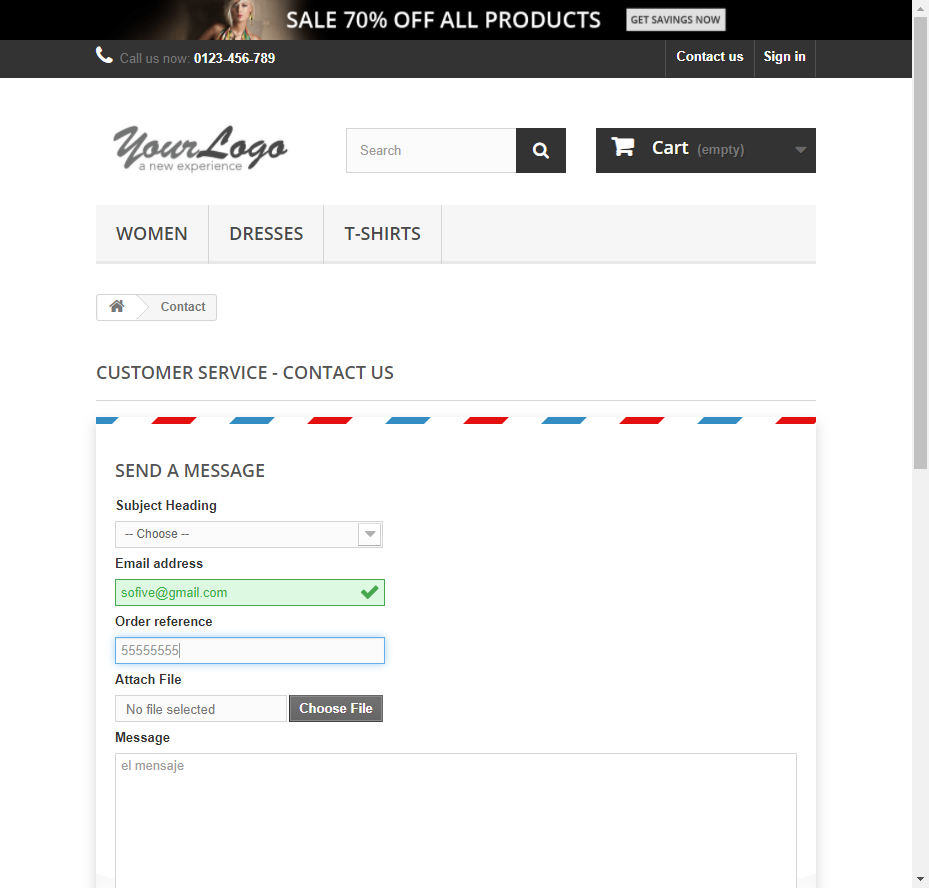 SALE 70% OFF ALL PRODUCTS GET SAVINGS NOW
Call us now: 0123-456-789 Contact us Sign in
YourLogo
a new experience
Search
Cart (empty)
WOMEN DRESSES T-SHIRTS
Contact
CUSTOMER SERVICE - CONTACT US
SEND A MESSAGE
Subject Heading
-- Choose --
Email address
sofive@gmail.com
Order reference
55555555
Attach File
No file selected Choose File
Message
el mensaje